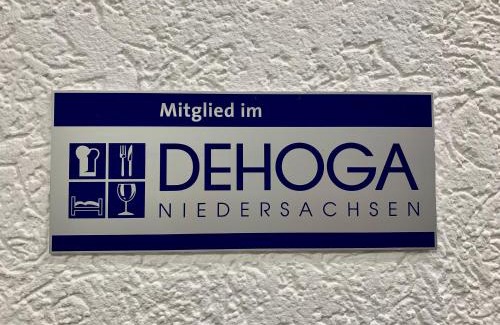 Mitglied im
DEHOGA
NIEDERSACHSEN